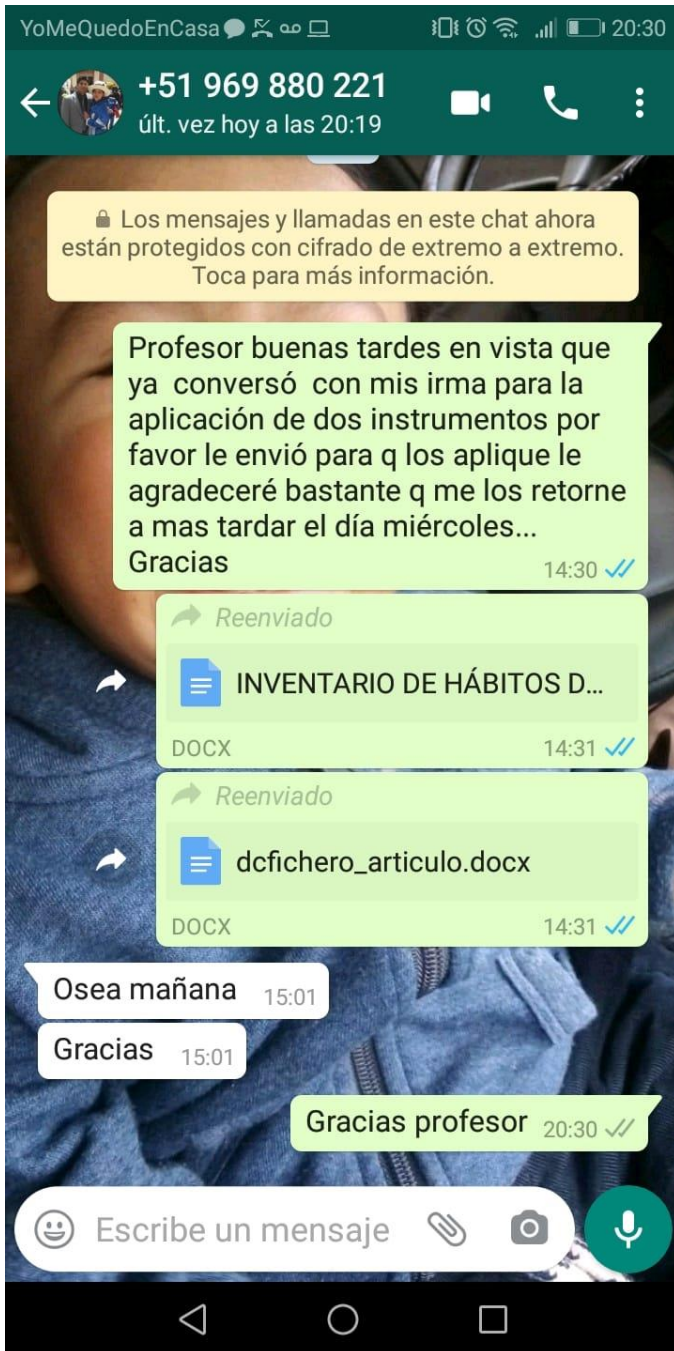 YoMeQuedoEnCasa 20:30
+51 969 880 221
últ. vez hoy a las 20:19
Los mensajes y llamadas en este chat ahora
están protegidos con cifrado de extremo a extremo.
Toca para más información.
Profesor buenas tardes en vista que
ya conversó con mis irma para la
aplicación de dos instrumentos por
favor le envió para q los aplique le
agradeceré bastante q me los retorne
a mas tardar el día miércoles...
Gracias 14:30
Reenviado
INVENTARIO DE HÁBITOS D...
DOCX 14:31
Reenviado
dcfichero_articulo.docx
DOCX 14:31
Osea mañana 15:01
Gracias 15:01
Gracias profesor 20:30
Escribe un mensaje